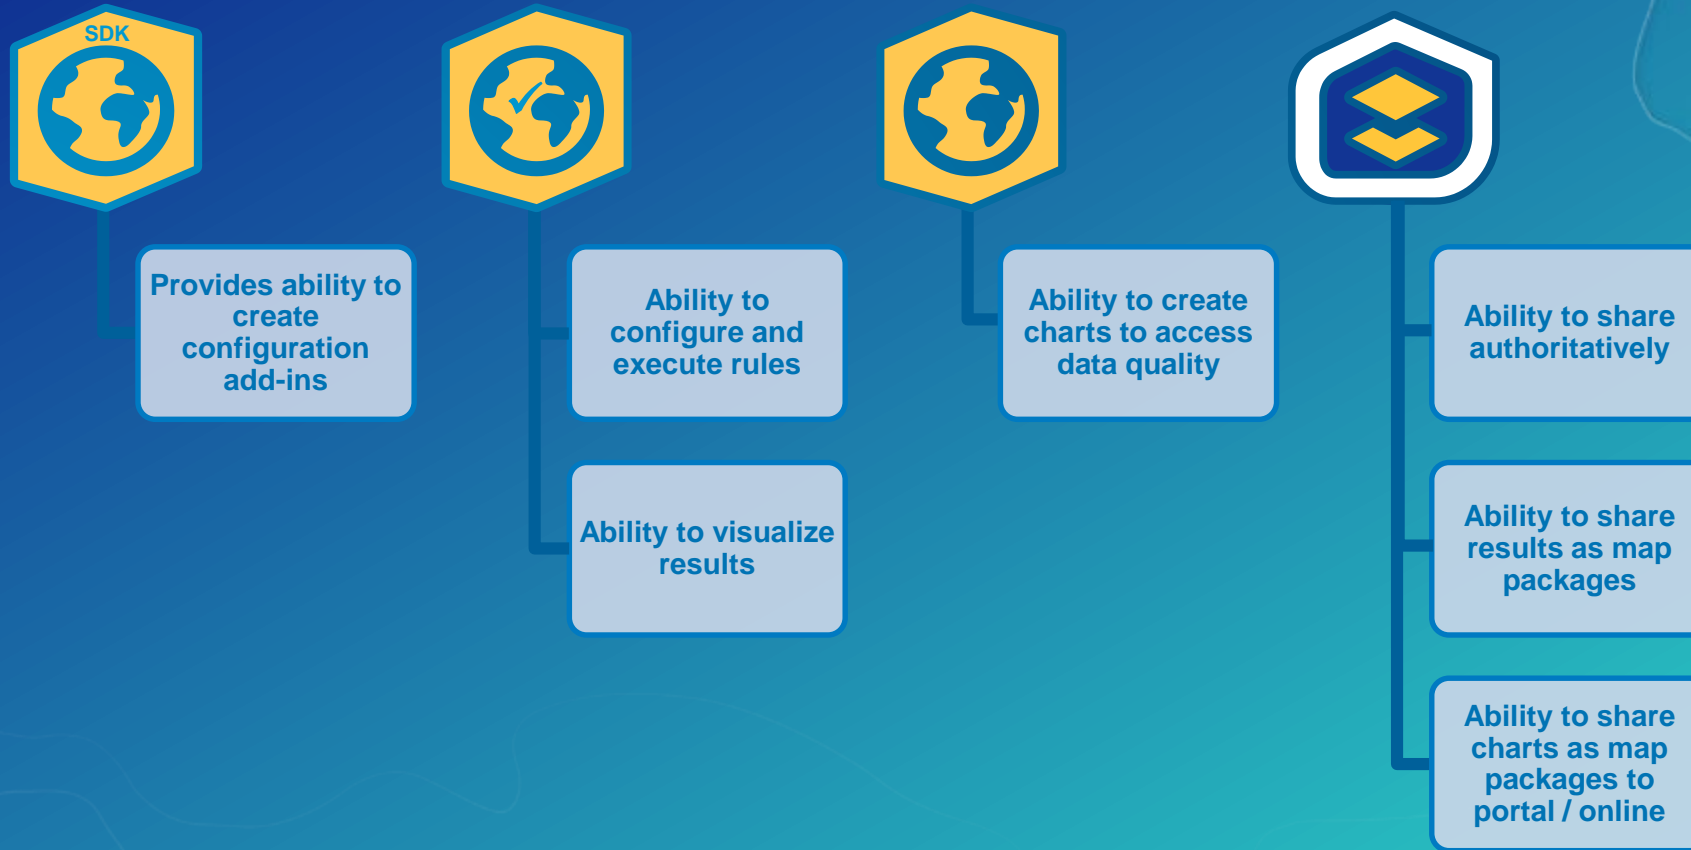 SDK
Provides ability to
create
configuration
add-ins
Ability to
configure and
execute rules
Ability to visualize
results
Ability to create
charts to access
data quality
Ability to share
authoritatively
Ability to share
results as map
packages
Ability to share
charts as map
packages to
portal / online